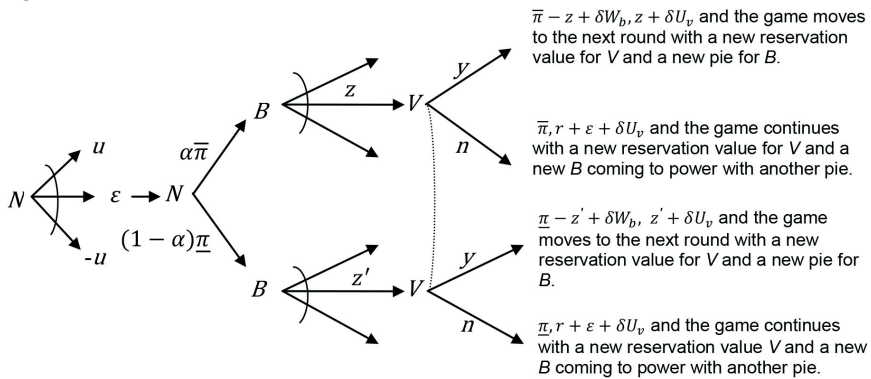 π̅ − z + δW_b, z + δU_v and the game moves
to the next round with a new reservation
value for V and a new pie for B.
y
z
V
B
n
απ̅
π̅, r + ε + δU_v and the game continues
with a new reservation value for V and a
new B coming to power with another pie.
u
N
ε
N
-u
(1 − α)π̲
π̲ − z' + δW_b, z' + δU_v and the game
moves to the next round with a new
reservation value for V and a new pie for
B.
y
z'
B
V
n
π̲, r + ε + δU_v and the game continues
with a new reservation value V and a new
B coming to power with another pie.